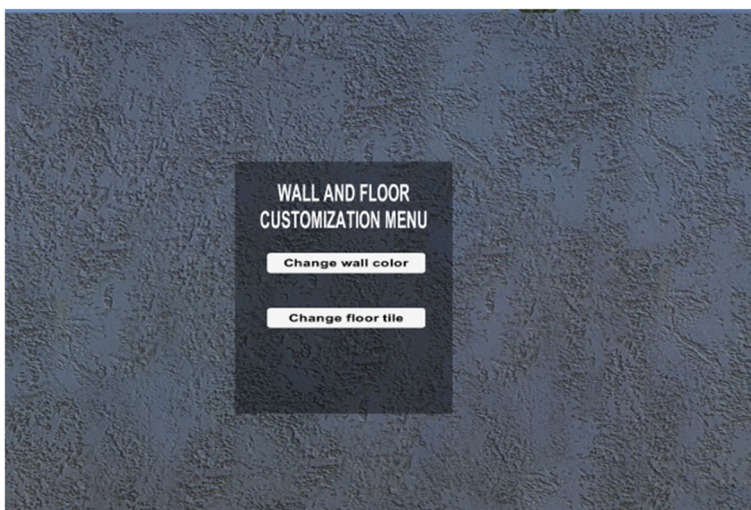 WALL AND FLOOR
CUSTOMIZATION MENU
Change wall color
Change floor tile